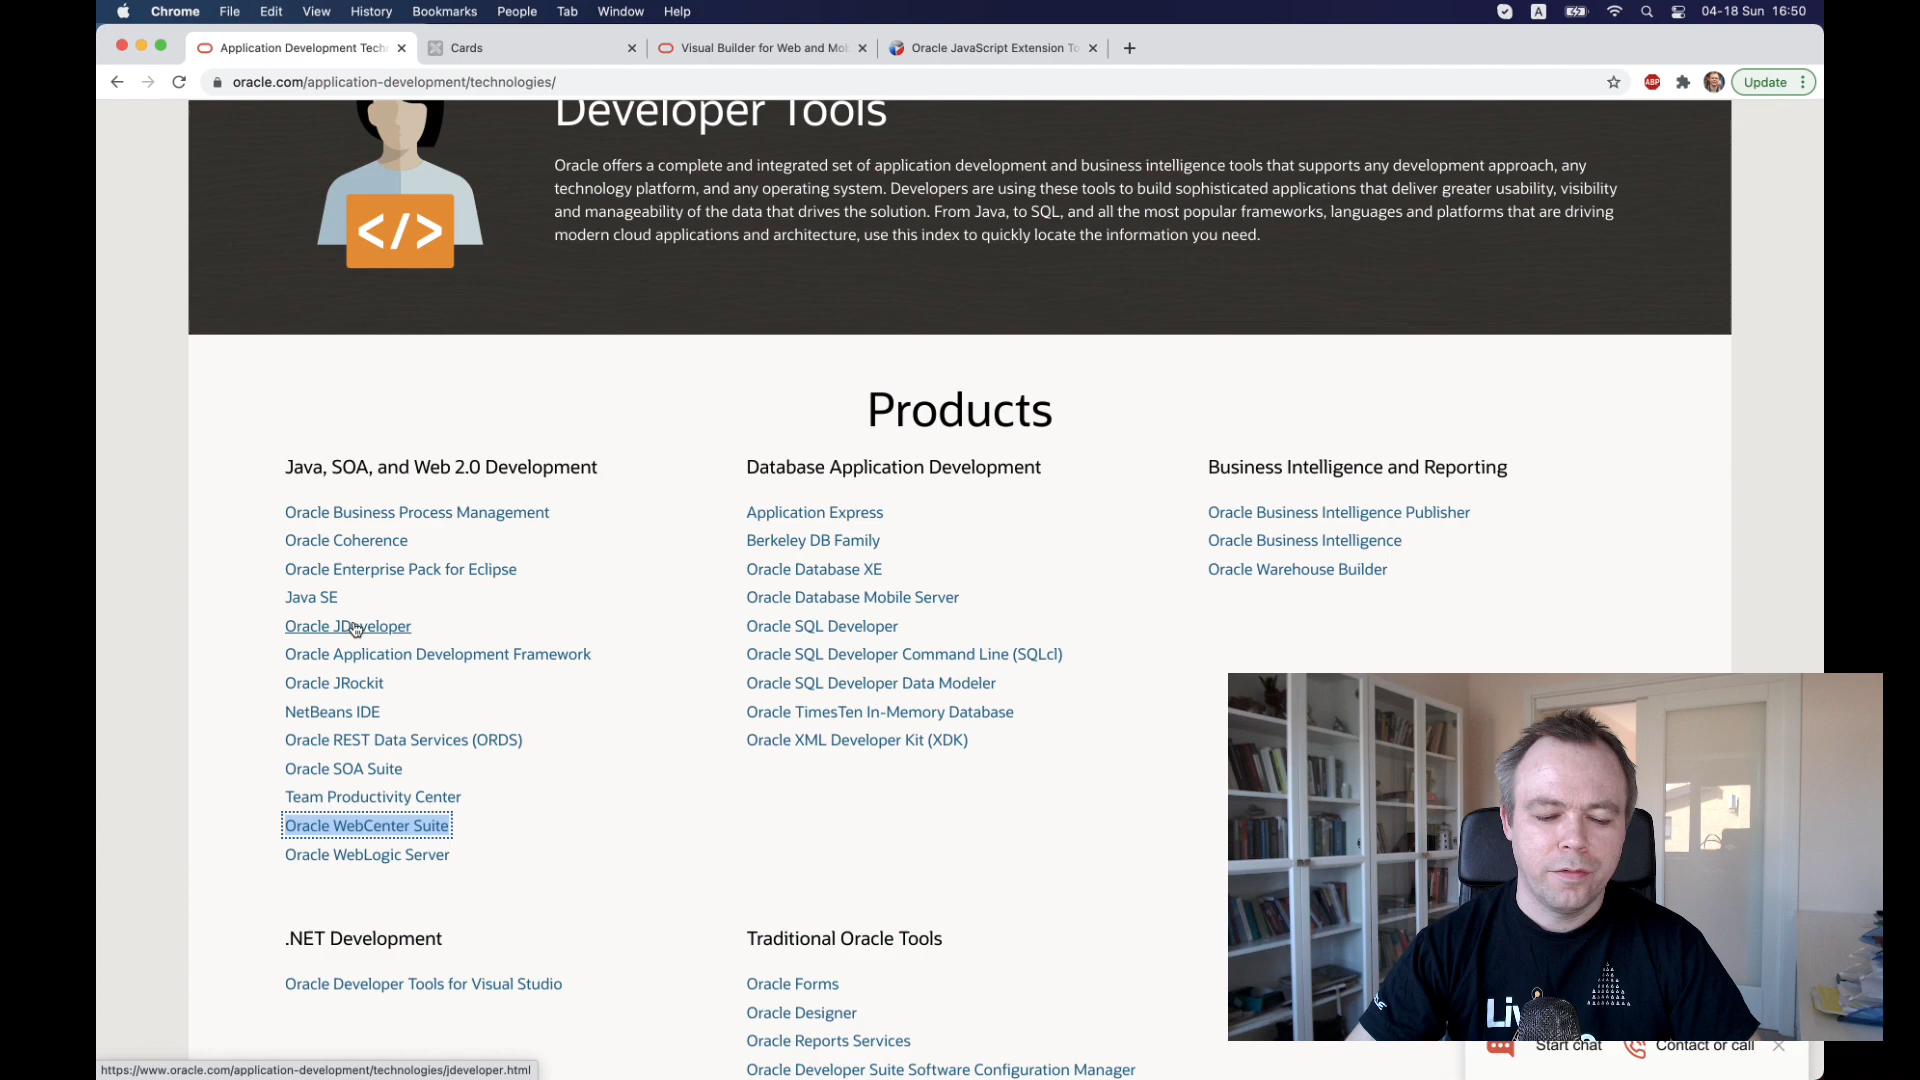 Chrome File Edit View History Bookmarks People Tab Window Help A 04-18 Sun 16:50
Application Development Techn Cards Visual Builder for Web and Mob Oracle JavaScript Extension To
oracle.com/application-development/technologies/ ABP Update
Developer Tools
Oracle offers a complete and integrated set of application development and business intelligence tools that supports any development approach, any
technology platform, and any operating system. Developers are using these tools to build sophisticated applications that deliver greater usability, visibility
and manageability of the data that drives the solution. From Java, to SQL, and all the most popular frameworks, languages and platforms that are driving
modern cloud applications and architecture, use this index to quickly locate the information you need.
</>
Products
Java, SOA, and Web 2.0 Development
Oracle Business Process Management
Oracle Coherence
Oracle Enterprise Pack for Eclipse
Java SE
Oracle JDeveloper
Oracle Application Development Framework
Oracle JRockit
NetBeans IDE
Oracle REST Data Services (ORDS)
Oracle SOA Suite
Team Productivity Center
Oracle WebCenter Suite
Oracle WebLogic Server
Database Application Development
Application Express
Berkeley DB Family
Oracle Database XE
Oracle Database Mobile Server
Oracle SQL Developer
Oracle SQL Developer Command Line (SQLcl)
Oracle SQL Developer Data Modeler
Oracle TimesTen In-Memory Database
Oracle XML Developer Kit (XDK)
Business Intelligence and Reporting
Oracle Business Intelligence Publisher
Oracle Business Intelligence
Oracle Warehouse Builder
.NET Development
Oracle Developer Tools for Visual Studio
Traditional Oracle Tools
Oracle Forms
Oracle Designer
Oracle Reports Services
Oracle Developer Suite Software Configuration Manager
Start chat Contact or call
https://www.oracle.com/application-development/technologies/jdeveloper.html